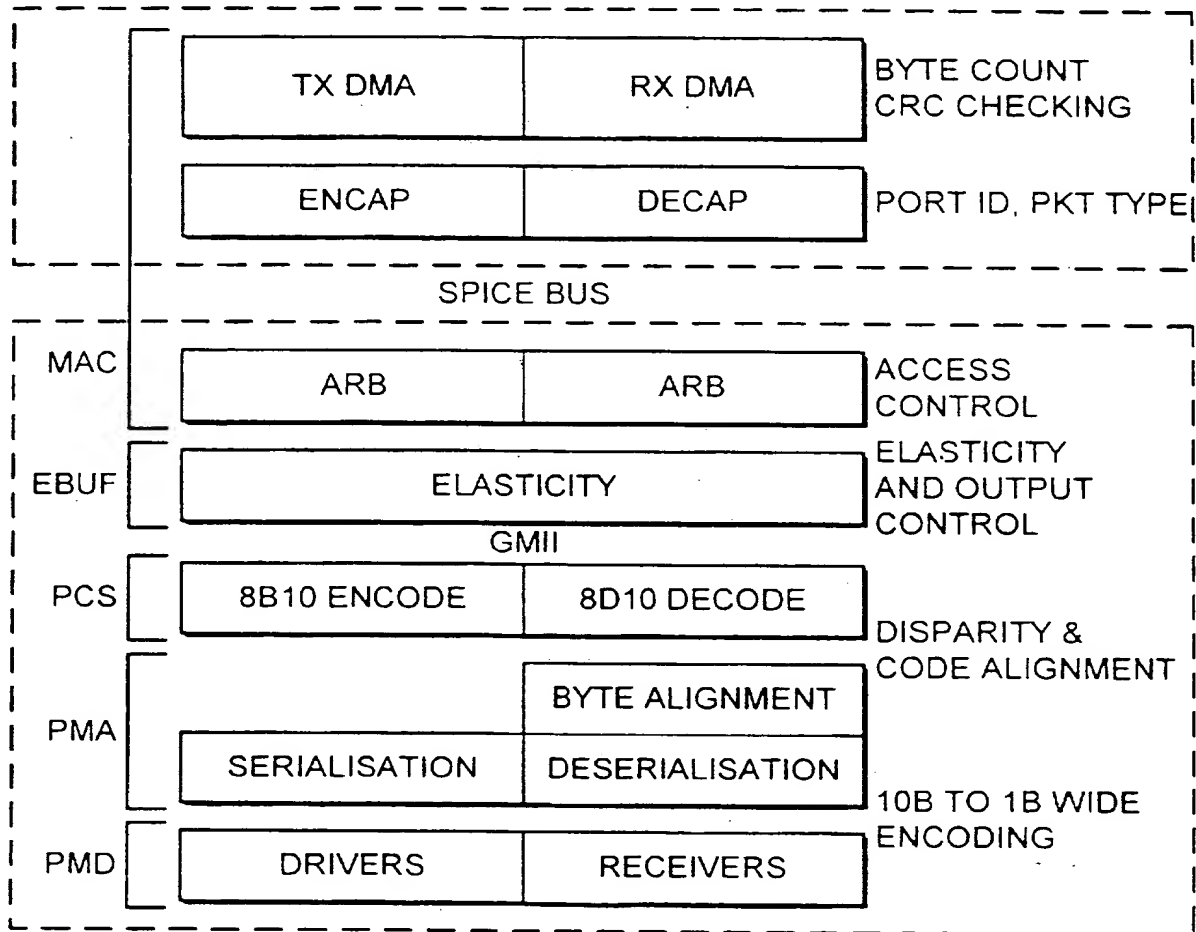 TX DMA
RX DMA
BYTE COUNT
CRC CHECKING
ENCAP
DECAP
PORT ID, PKT TYPE
SPICE BUS
MAC
ARB
ARB
ACCESS
CONTROL
EBUF
ELASTICITY
ELASTICITY
AND OUTPUT
CONTROL
GMII
PCS
8B10 ENCODE
8D10 DECODE
DISPARITY &
CODE ALIGNMENT
PMA
BYTE ALIGNMENT
SERIALISATION
DESERIALISATION
10B TO 1B WIDE
ENCODING
PMD
DRIVERS
RECEIVERS